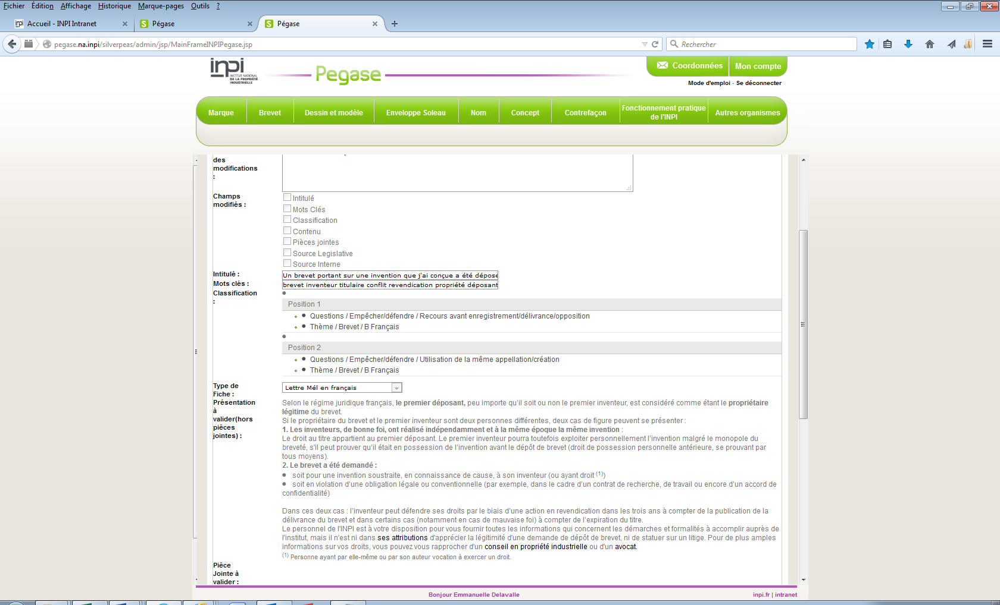 Fichier Édition Affichage Historique Marque-pages Outils ?
Accueil - INPI Intranet × Pégase × Pégase × +
pegase.na.inpi/silverpeas/admin/jsp/MainFrameINPIPegase.jsp Rechercher
inpi
INSTITUT NATIONAL
DE LA PROPRIÉTÉ
INDUSTRIELLE
Pegase
Coordonnées Mon compte
Mode d'emploi - Se déconnecter
Marque Brevet Dessin et modèle Enveloppe Soleau Nom Concept Contrefaçon Fonctionnement pratique de l'INPI Autres organismes
des
modifications
:
Champs
modifiés :
Intitulé
Mots Clés
Classification
Contenu
Pièces jointes
Source Legislative
Source Interne
Intitulé : Un brevet portant sur une invention que j'ai conçue a été déposé
Mots clés : brevet inventeur titulaire conflit revendication propriété déposant
Classification
:
Position 1
Questions / Empêcher/défendre / Recours avant enregistrement/délivrance/opposition
Thème / Brevet / B Français
Position 2
Questions / Empêcher/défendre / Utilisation de la même appellation/création
Thème / Brevet / B Français
Type de
Fiche :
Lettre Mél en français
Présentation
à
valider(hors
pièces
jointes) :
Selon le régime juridique français, le premier déposant, peu importe qu'il soit ou non le premier inventeur, est considéré comme étant le propriétaire
légitime du brevet.
Si le propriétaire du brevet et le premier inventeur sont deux personnes différentes, deux cas de figure peuvent se présenter :
1. Les inventeurs, de bonne foi, ont réalisé indépendamment et à la même époque la même invention :
Le droit au titre appartient au premier déposant. Le premier inventeur pourra toutefois exploiter personnellement l'invention malgré le monopole du
breveté, s'il peut prouver qu'il était en possession de l'invention avant le dépôt de brevet (droit de possession personnelle antérieure, se prouvant par
tous moyens).
2. Le brevet a été demandé :
soit pour une invention soustraite, en connaissance de cause, à son inventeur (ou ayant droit (1))
soit en violation d'une obligation légale ou conventionnelle (par exemple, dans le cadre d'un contrat de recherche, de travail ou encore d'un accord de
confidentialité)
Dans ces deux cas : l'inventeur peut défendre ses droits par le biais d'une action en revendication dans les trois ans à compter de la publication de la
délivrance du brevet et dans certains cas (notamment en cas de mauvaise foi) à compter de l'expiration du titre.
Le personnel de l'INPI est à votre disposition pour vous fournir toutes les informations qui concernent les démarches et formalités à accomplir auprès de
l'institut, mais il n'est ni dans ses attributions d'apprécier la légitimité d'une demande de dépôt de brevet, ni de statuer sur un litige. Pour de plus amples
informations sur vos droits, vous pouvez vous rapprocher d'un conseil en propriété industrielle ou d'un avocat.
(1) Personne ayant par elle-même ou par son auteur vocation à exercer un droit.
Pièce
Jointe à
valider :
Bonjour Emmanuelle Delavalle
inpi.fr | intranet